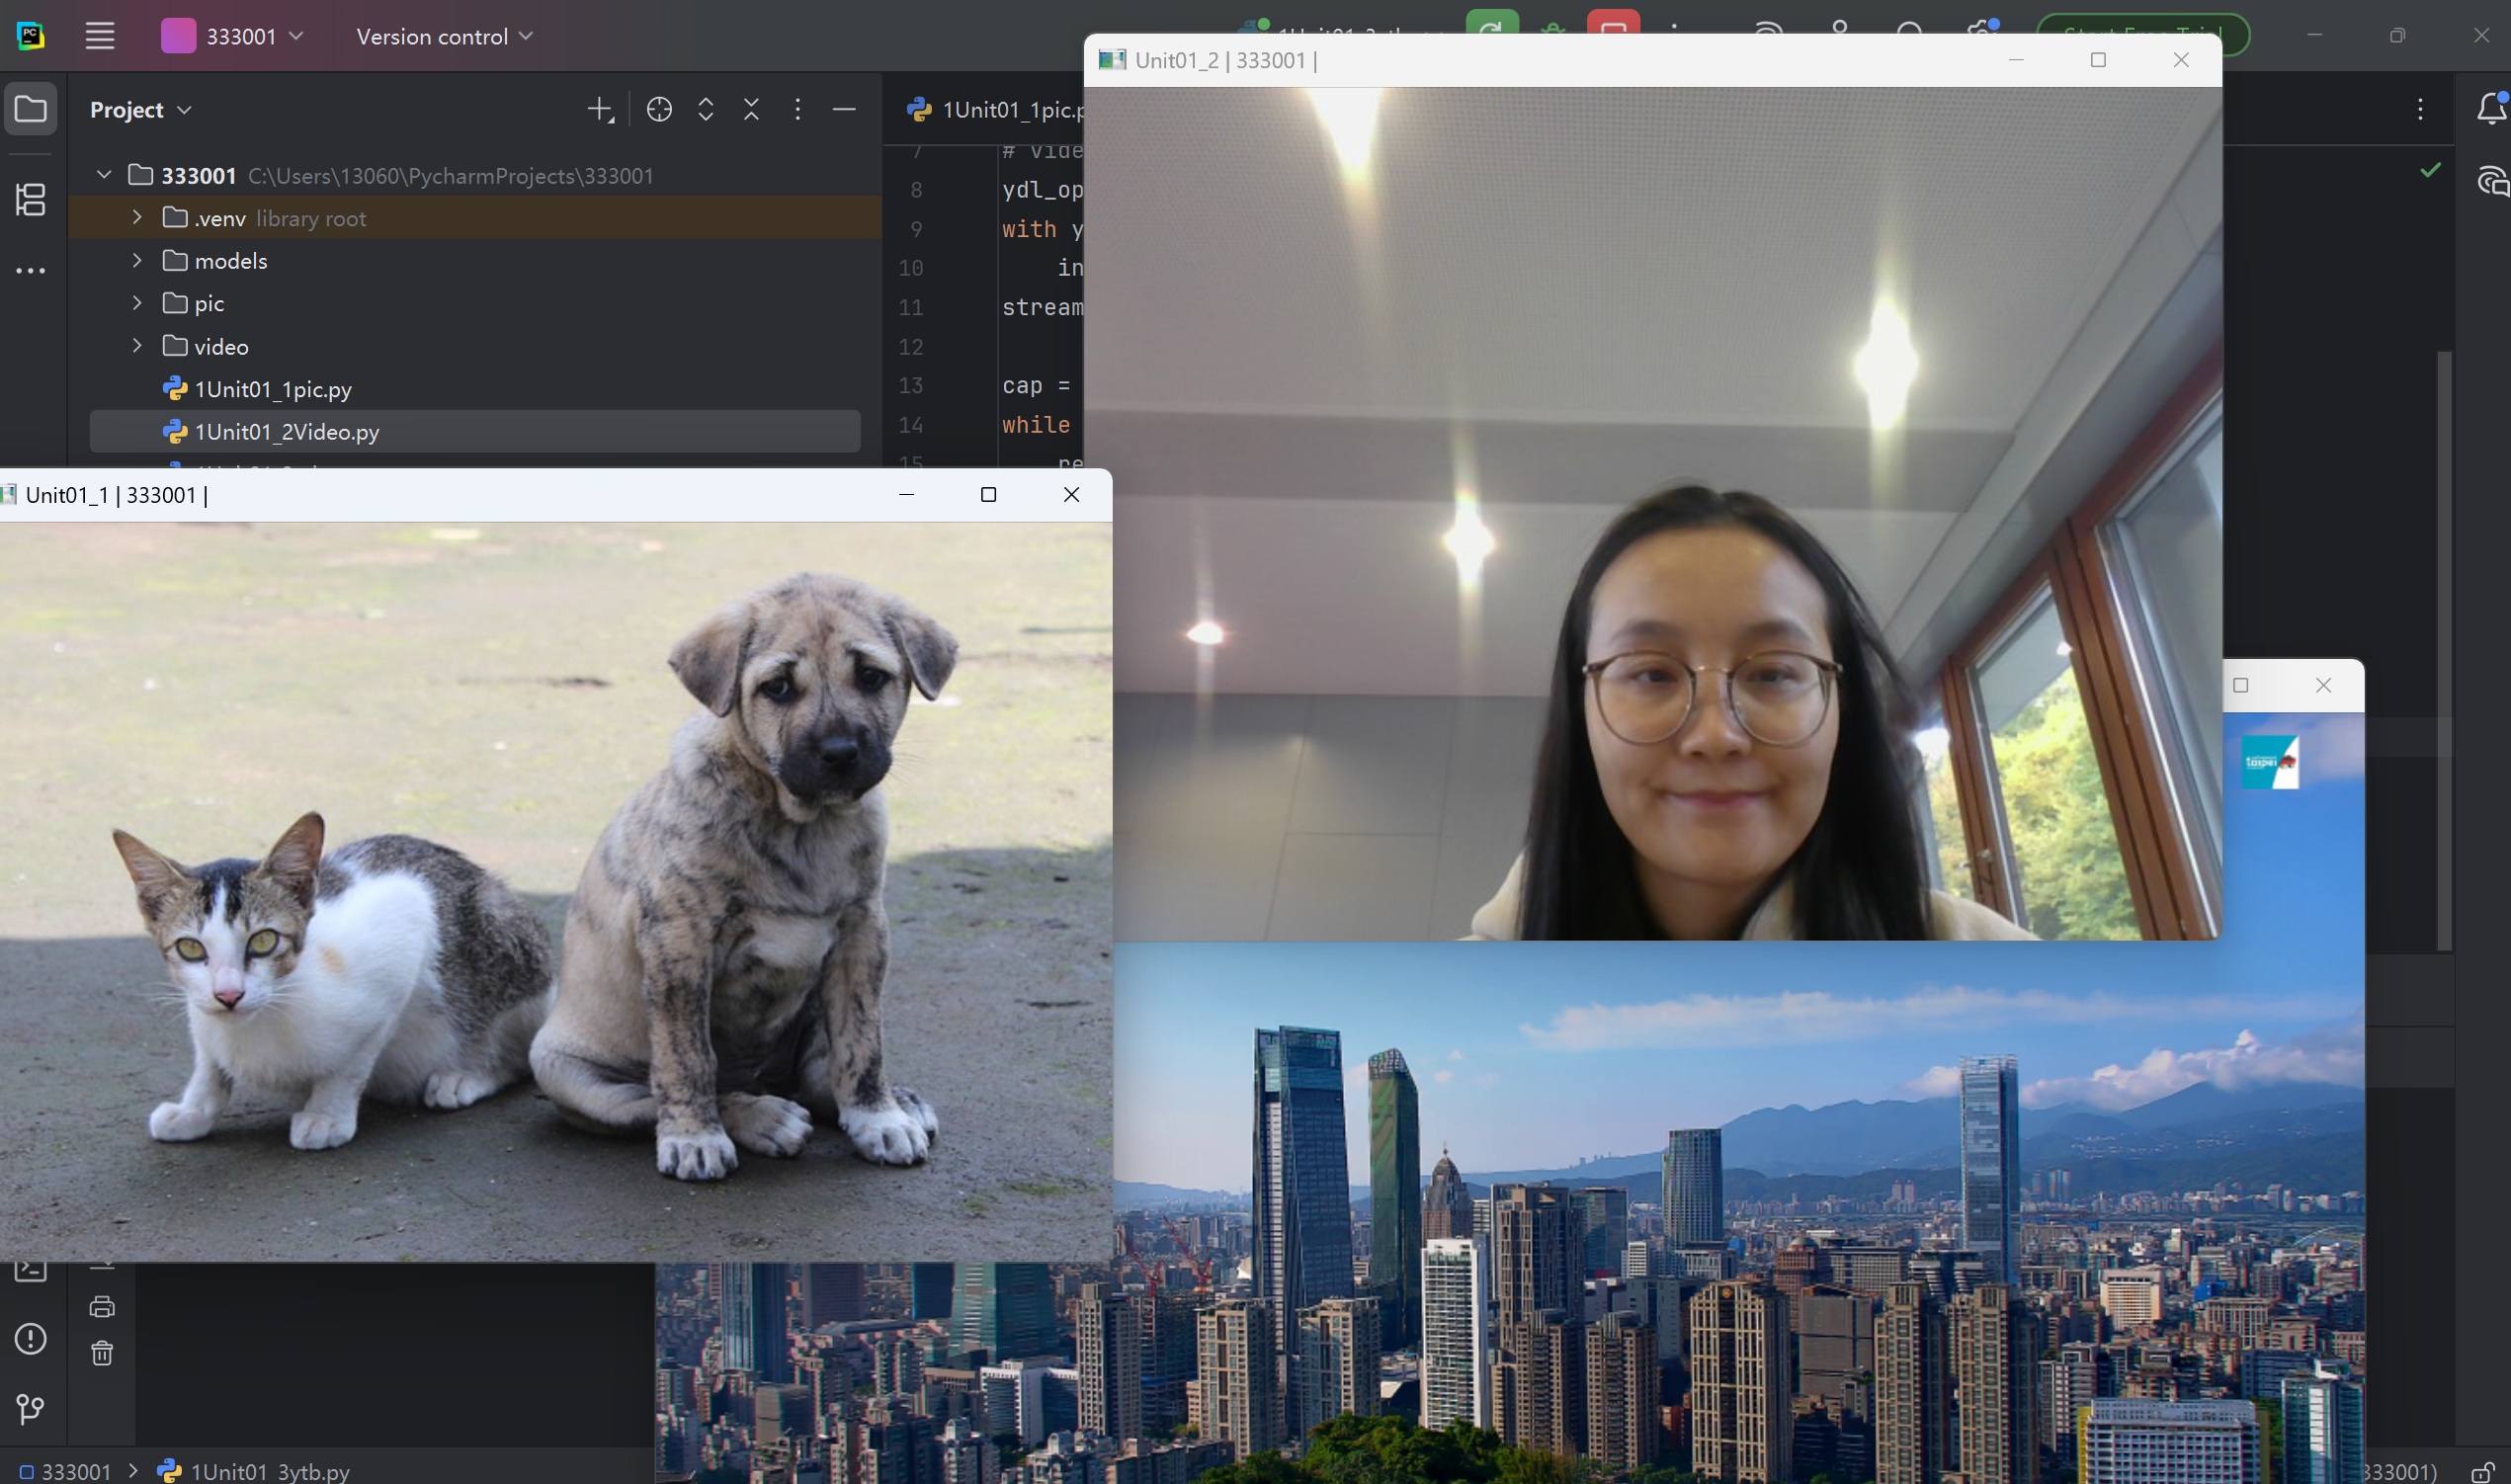 PC
333001
Version control
Project
333001 C:\Users\13060\PycharmProjects\333001
.venv library root
models
pic
video
1Unit01_1pic.py
1Unit01_2Video.py
1Unit01_1pic.p
7 # Vide
8 ydl_op
9 with y
10 in
11 stream
12
13 cap =
14 while
15 re
Unit01_2 | 333001 |
Unit01_1 | 333001 |
taipei
333001 > 1Unit01_3ytb.py
333001)